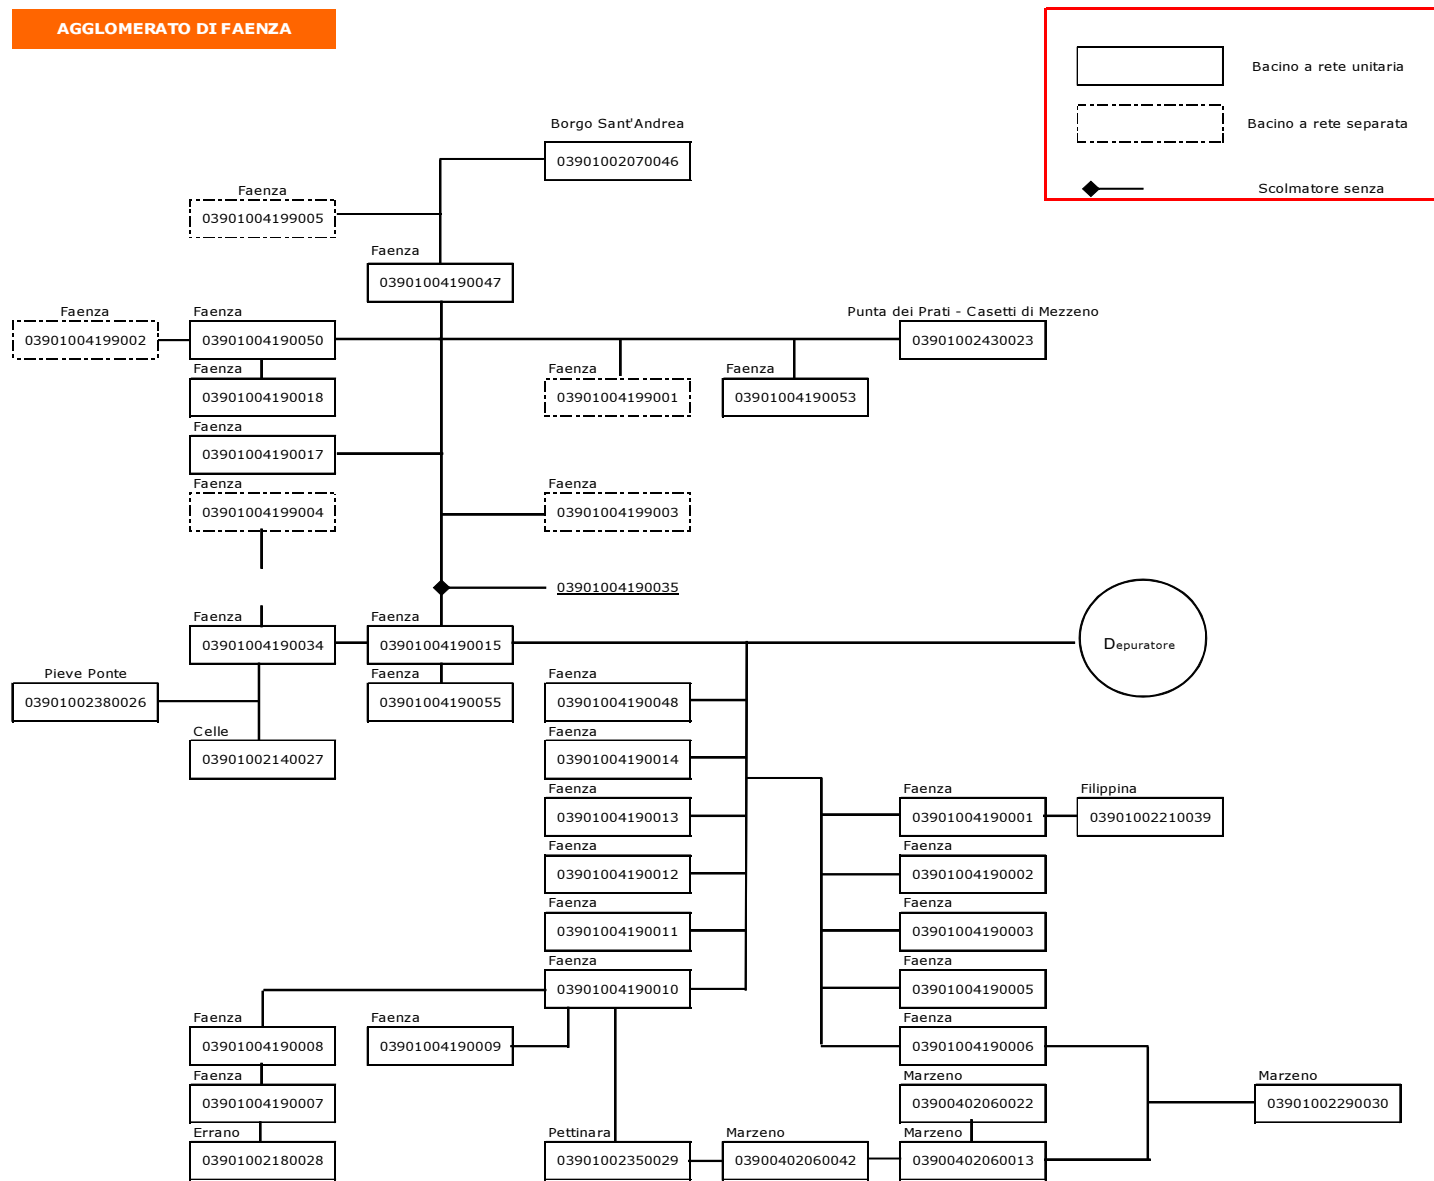 AGGLOMERATO DI FAENZA
Bacino a rete unitaria
Bacino a rete separata
Scolmatore senza
Borgo Sant'Andrea
03901002070046
Faenza
03901004199005
Faenza
03901004190047
Faenza
03901004199002
Faenza
03901004190050
Punta dei Prati - Casetti di Mezzeno
03901002430023
Faenza
03901004190018
Faenza
03901004199001
Faenza
03901004190053
Faenza
03901004190017
Faenza
03901004199004
Faenza
03901004199003
03901004190035
Faenza
03901004190034
Faenza
03901004190015
Depuratore
Pieve Ponte
03901002380026
Faenza
03901004190055
Faenza
03901004190048
Celle
03901002140027
Faenza
03901004190014
Faenza
03901004190013
Faenza
03901004190001
Filippina
03901002210039
Faenza
03901004190012
Faenza
03901004190002
Faenza
03901004190011
Faenza
03901004190003
Faenza
03901004190010
Faenza
03901004190005
Faenza
03901004190008
Faenza
03901004190009
Faenza
03901004190006
Faenza
03901004190007
Marzeno
03900402060022
Marzeno
03901002290030
Errano
03901002180028
Pettinara
03901002350029
Marzeno
03900402060042
Marzeno
03900402060013